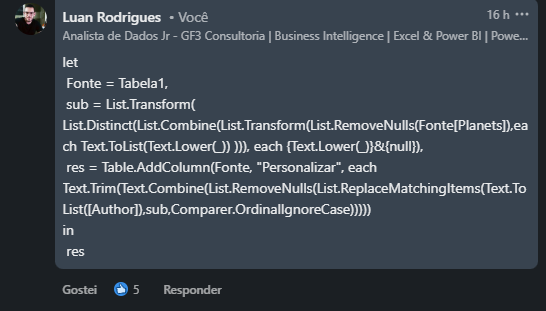 Luan Rodrigues • Você
16 h •••
Analista de Dados Jr - GF3 Consultoria | Business Intelligence | Excel & Power BI | Powe...
let
Fonte = Tabela1,
sub = List.Transform(
List.Distinct(List.Combine(List.Transform(List.RemoveNulls(Fonte[Planets]),ea
ch Text.ToList(Text.Lower(_)) ))), each {Text.Lower(_)}&{null}),
res = Table.AddColumn(Fonte, "Personalizar", each
Text.Trim(Text.Combine(List.RemoveNulls(List.ReplaceMatchingItems(Text.To
List([Author]),sub,Comparer.OrdinalIgnoreCase)))))
in
res
Gostei
5
Responder